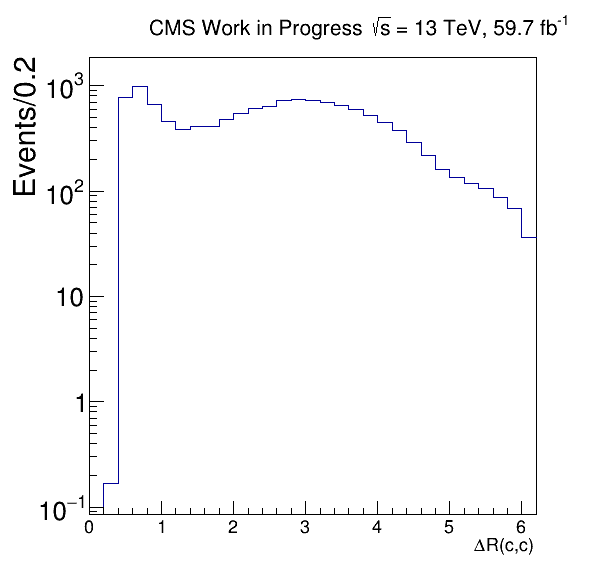 CMS Work in Progress √s = 13 TeV, 59.7 fb⁻¹
Events/0.2
10³
10²
10
1
10⁻¹
0 1 2 3 4 5 6
ΔR(c,c)